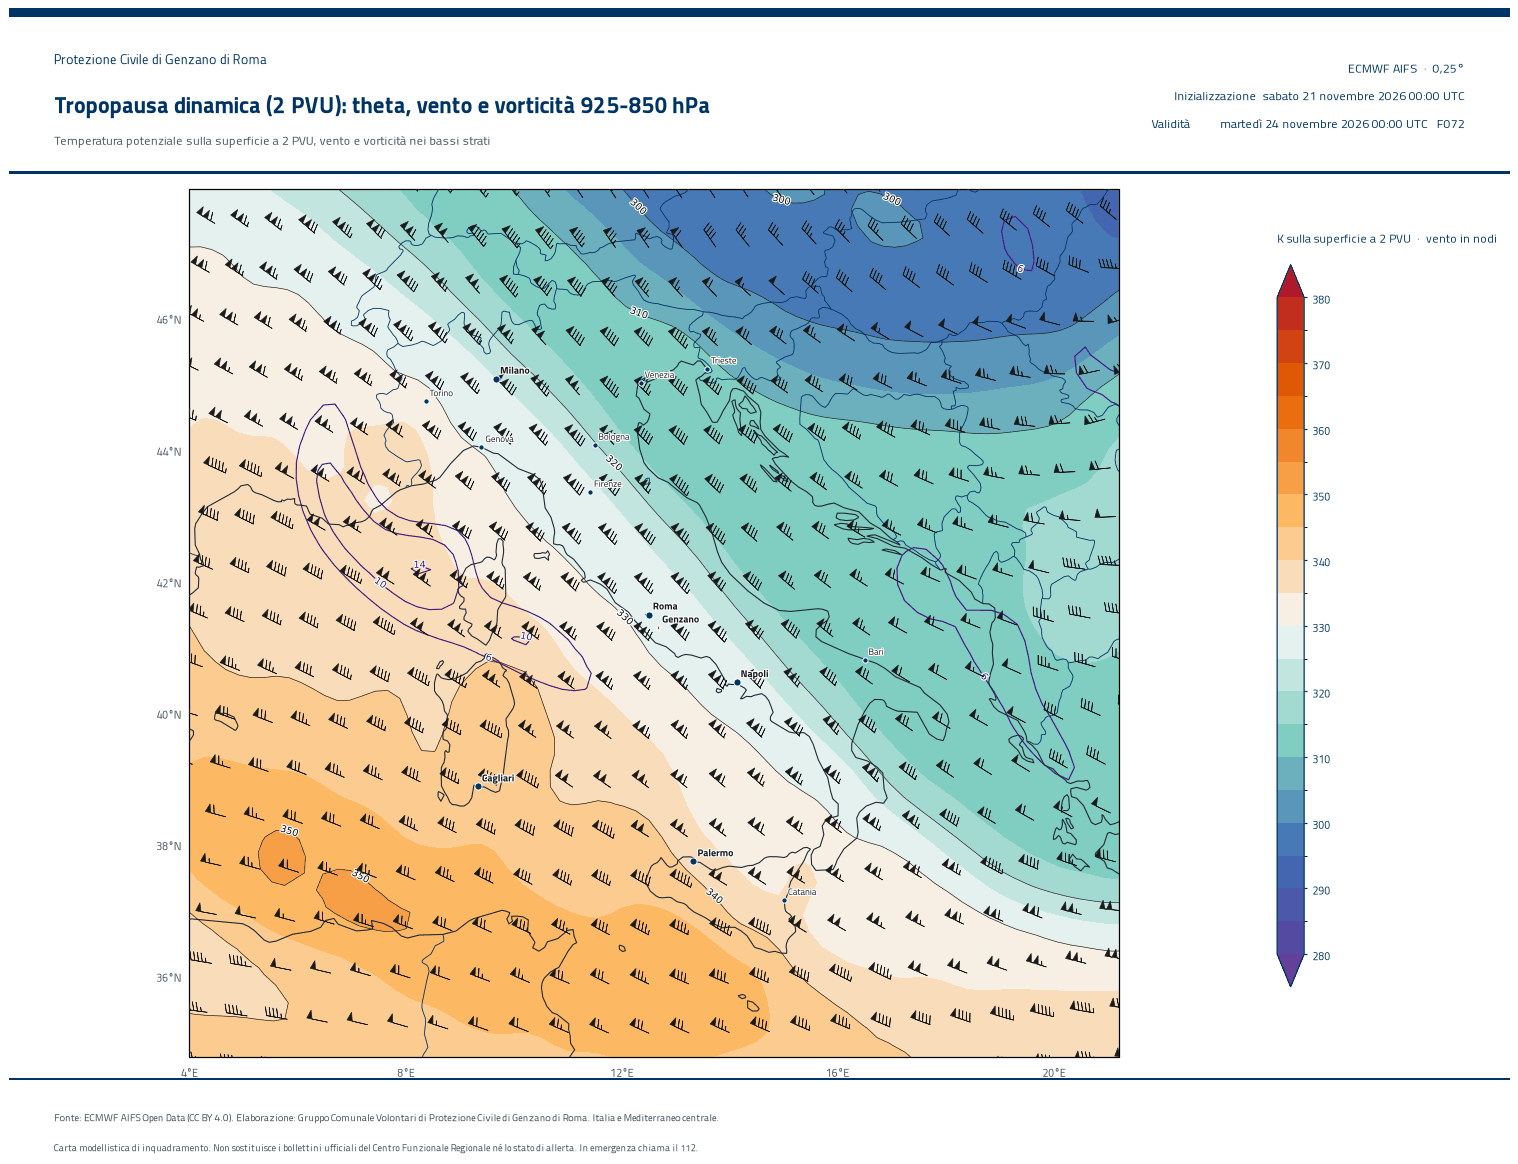 Protezione Civile di Genzano di Roma
Tropopausa dinamica (2 PVU): theta, vento e vorticità 925-850 hPa
Temperatura potenziale sulla superficie a 2 PVU, vento e vorticità nei bassi strati
ECMWF AIFS · 0,25°
Inizializzazione sabato 21 novembre 2026 00:00 UTC
Validità martedì 24 novembre 2026 00:00 UTC F072
K sulla superficie a 2 PVU · vento in nodi
380
370
360
350
340
330
320
310
300
290
280
46°N
44°N
42°N
40°N
38°N
36°N
4°E
8°E
12°E
16°E
20°E
300
300
300
6
310
Trieste
Venezia
Milano
Torino
Genova
Bologna
320
Firenze
14
10
Roma
Genzano
330
10
6
Bari
6
Napoli
Cagliari
350
350
Palermo
340
Catania
Fonte: ECMWF AIFS Open Data (CC BY 4.0). Elaborazione: Gruppo Comunale Volontari di Protezione Civile di Genzano di Roma. Italia e Mediterraneo centrale.
Carta modellistica di inquadramento. Non sostituisce i bollettini ufficiali del Centro Funzionale Regionale né lo stato di allerta. In emergenza chiama il 112.